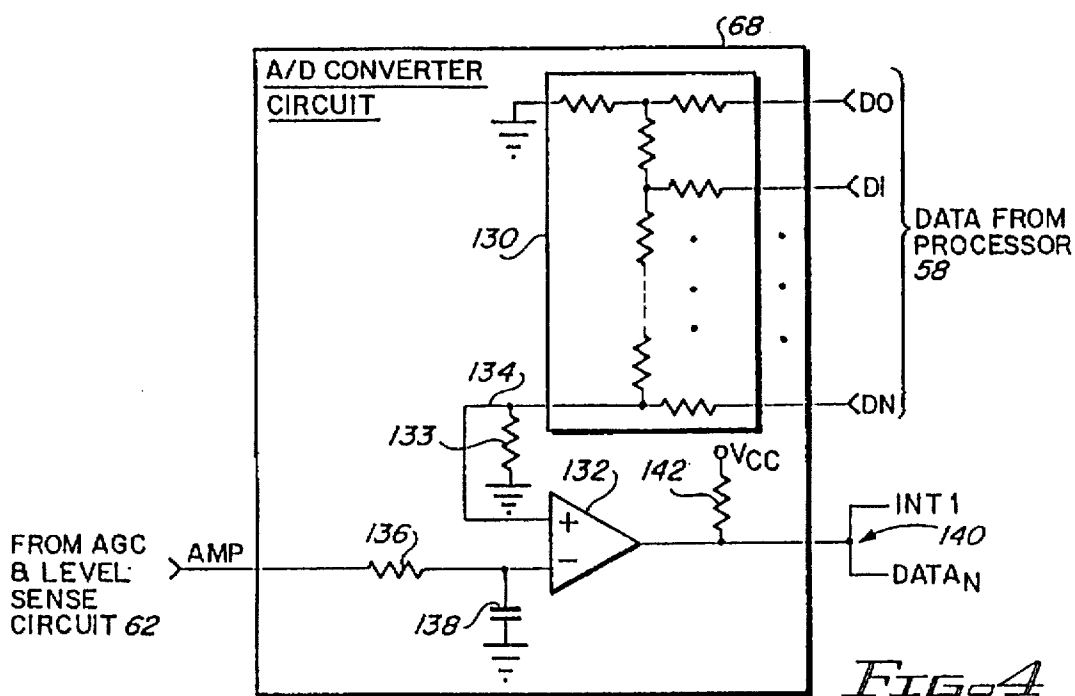 68
A/D CONVERTER
CIRCUIT
DO
DI
130
DATA FROM
PROCESSOR
58
134
DN
133
VCC
132
142
+
INT 1
−
140
136
FROM AGC
& LEVEL
SENSE
CIRCUIT 62
AMP
DATAN
138
FIG-4